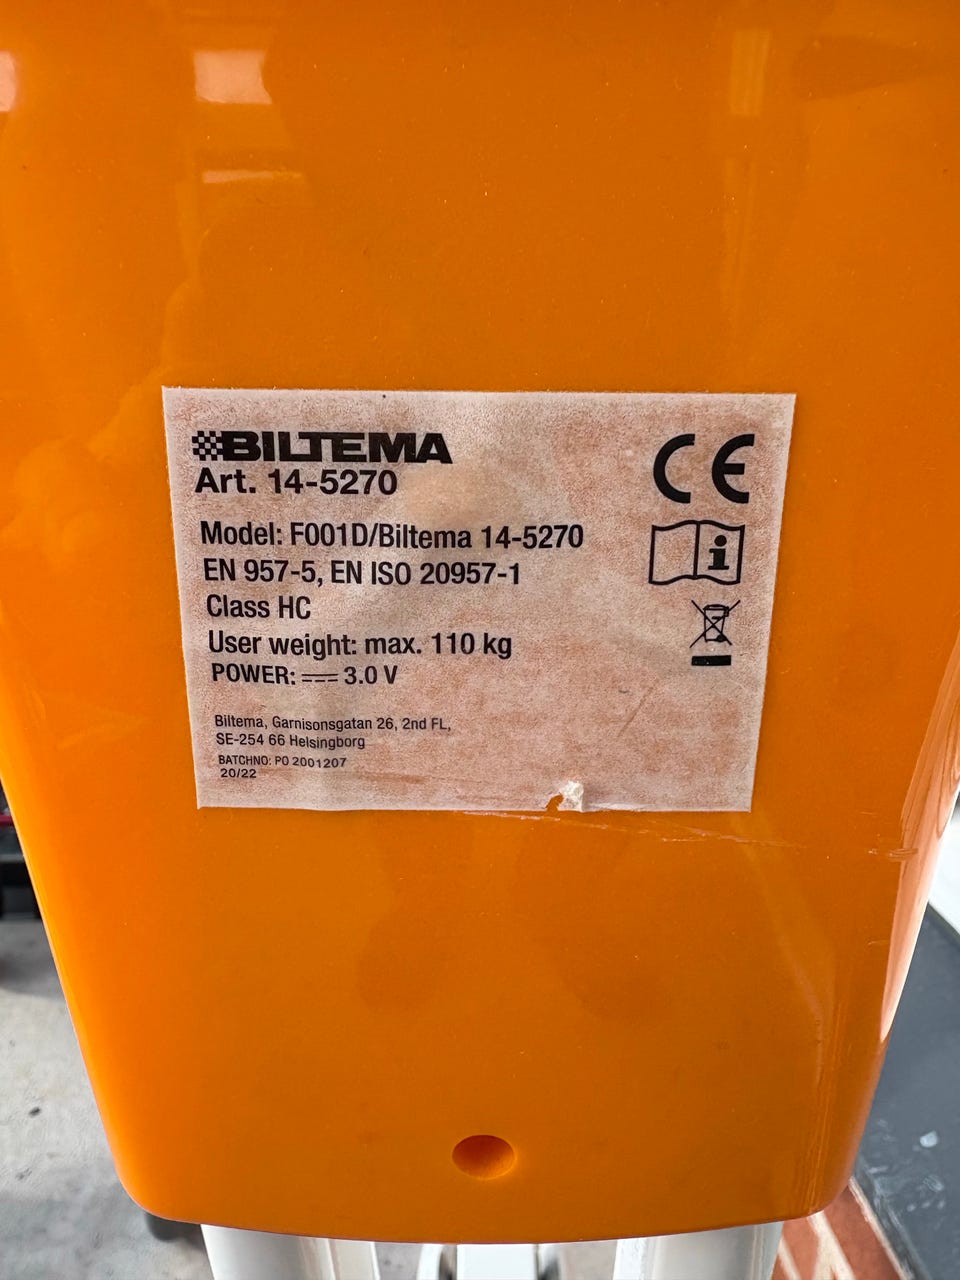 BILTEMA
Art. 14-5270
Model: F001D/Biltema 14-5270
EN 957-5, EN ISO 20957-1
Class HC
User weight: max. 110 kg
POWER: ⎓ 3.0 V
Biltema, Garnisonsgatan 26, 2nd FL,
SE-254 66 Helsingborg
BATCHNO: PO 2001207
20/22
CE
i